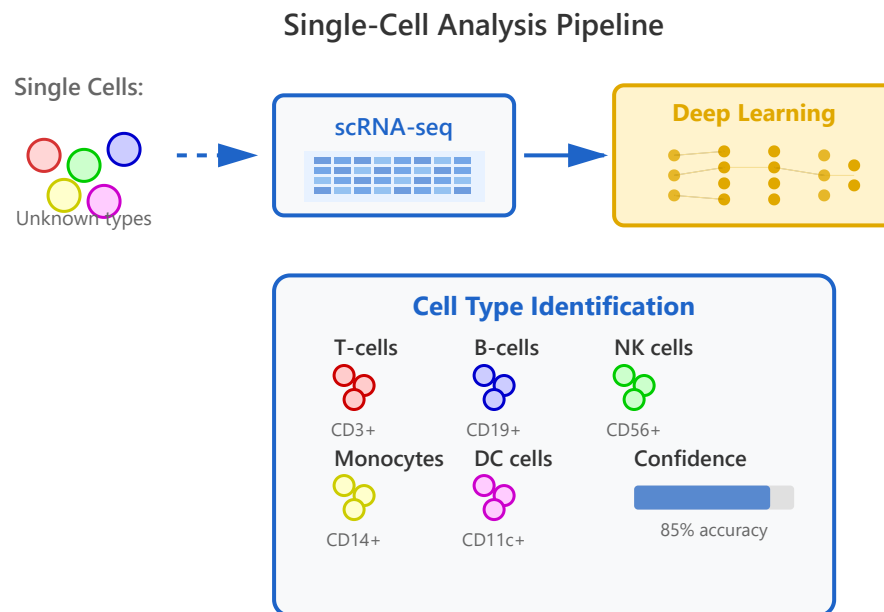 Single-Cell Analysis Pipeline
Single Cells:
Unknown types
scRNA-seq
Deep Learning
Cell Type Identification
T-cells
B-cells
NK cells
CD3+
CD19+
CD56+
Monocytes
DC cells
Confidence
CD14+
CD11c+
85% accuracy